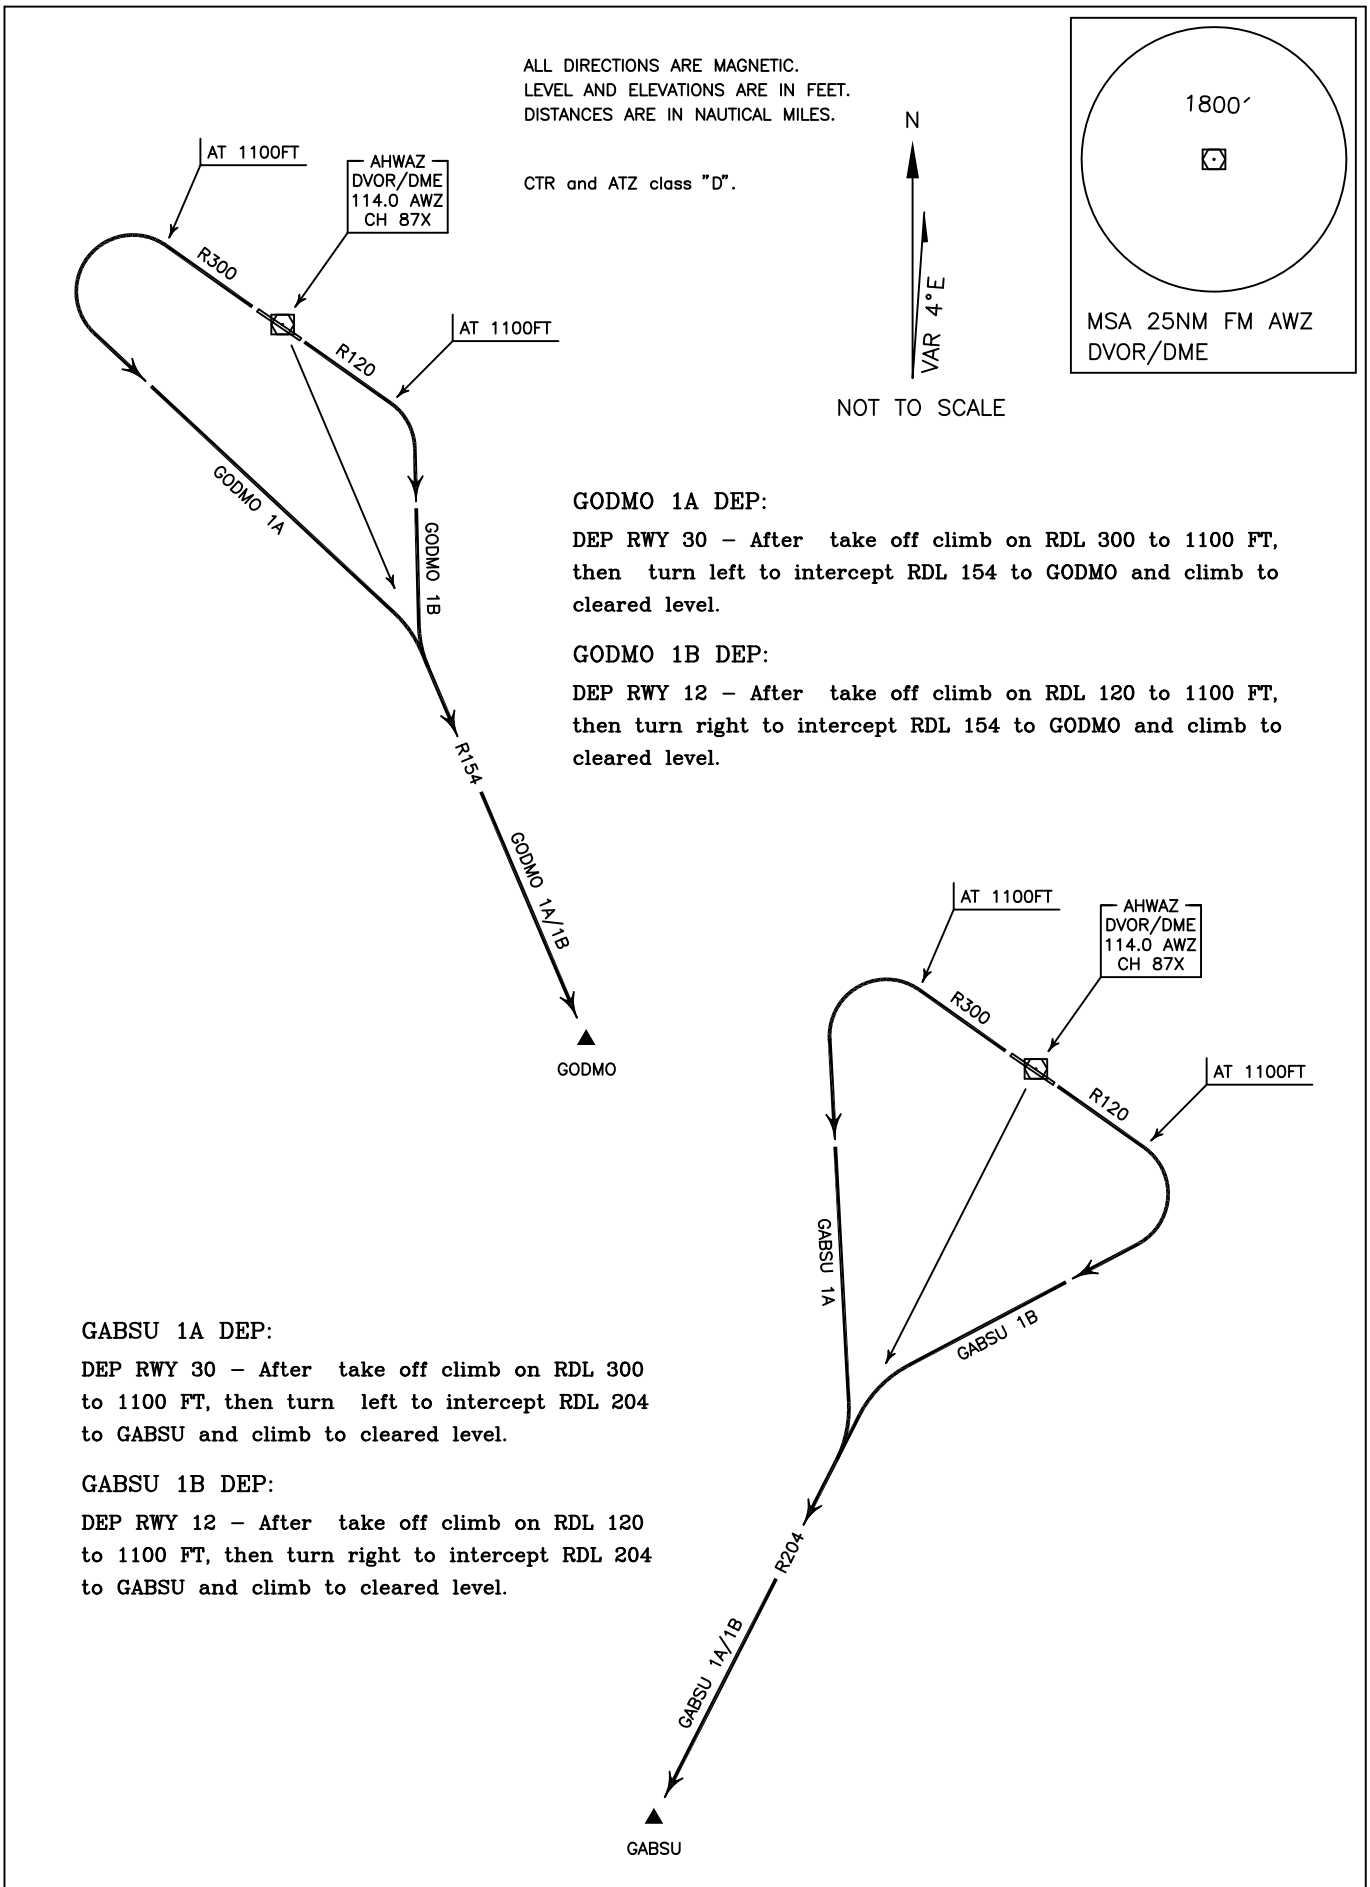 ALL DIRECTIONS ARE MAGNETIC.
LEVEL AND ELEVATIONS ARE IN FEET.
DISTANCES ARE IN NAUTICAL MILES.
CTR and ATZ class "D".
N
VAR 4°E
NOT TO SCALE
1800′
MSA 25NM FM AWZ
DVOR/DME
AT 1100FT
AHWAZ
DVOR/DME
114.0 AWZ
CH 87X
R300
AT 1100FT
R120
GODMO 1A
GODMO 1B
R154
GODMO 1A/1B
GODMO
GODMO 1A DEP:
DEP RWY 30 – After take off climb on RDL 300 to 1100 FT,
then turn left to intercept RDL 154 to GODMO and climb to
cleared level.
GODMO 1B DEP:
DEP RWY 12 – After take off climb on RDL 120 to 1100 FT,
then turn right to intercept RDL 154 to GODMO and climb to
cleared level.
AT 1100FT
AHWAZ
DVOR/DME
114.0 AWZ
CH 87X
R300
AT 1100FT
R120
GABSU 1A
GABSU 1B
R204
GABSU 1A/1B
GABSU
GABSU 1A DEP:
DEP RWY 30 – After take off climb on RDL 300
to 1100 FT, then turn left to intercept RDL 204
to GABSU and climb to cleared level.
GABSU 1B DEP:
DEP RWY 12 – After take off climb on RDL 120
to 1100 FT, then turn right to intercept RDL 204
to GABSU and climb to cleared level.